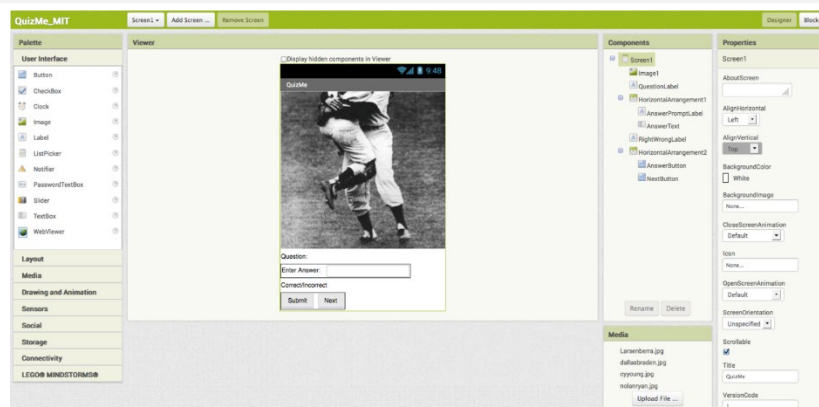 QuizMe_MIT
Screen1
Add Screen ...
Remove Screen
Designer
Block
Palette
User Interface
Button
CheckBox
Clock
Image
Label
ListPicker
Notifier
PasswordTextBox
Slider
TextBox
WebViewer
Layout
Media
Drawing and Animation
Sensors
Social
Storage
Connectivity
LEGO® MINDSTORMS®
Viewer
Display hidden components in Viewer
9:48
QuizMe
Question:
Enter Answer:
Correct/Incorrect
Submit Next
Components
Screen1
Image1
QuestionLabel
HorizontalArrangement1
AnswerPromptLabel
AnswerText
RightWrongLabel
HorizontalArrangement2
AnswerButton
NextButton
Rename Delete
Media
Larsenberra.jpg
dallasbraden.jpg
cyyoung.jpg
nolanryan.jpg
Upload File ...
Properties
Screen1
AboutScreen
AlignHorizontal
Left
AlignVertical
Top
BackgroundColor
White
BackgroundImage
None...
CloseScreenAnimation
Default
Icon
None...
OpenScreenAnimation
Default
ScreenOrientation
Unspecified
Scrollable
Title
QuizMe
VersionCode
1